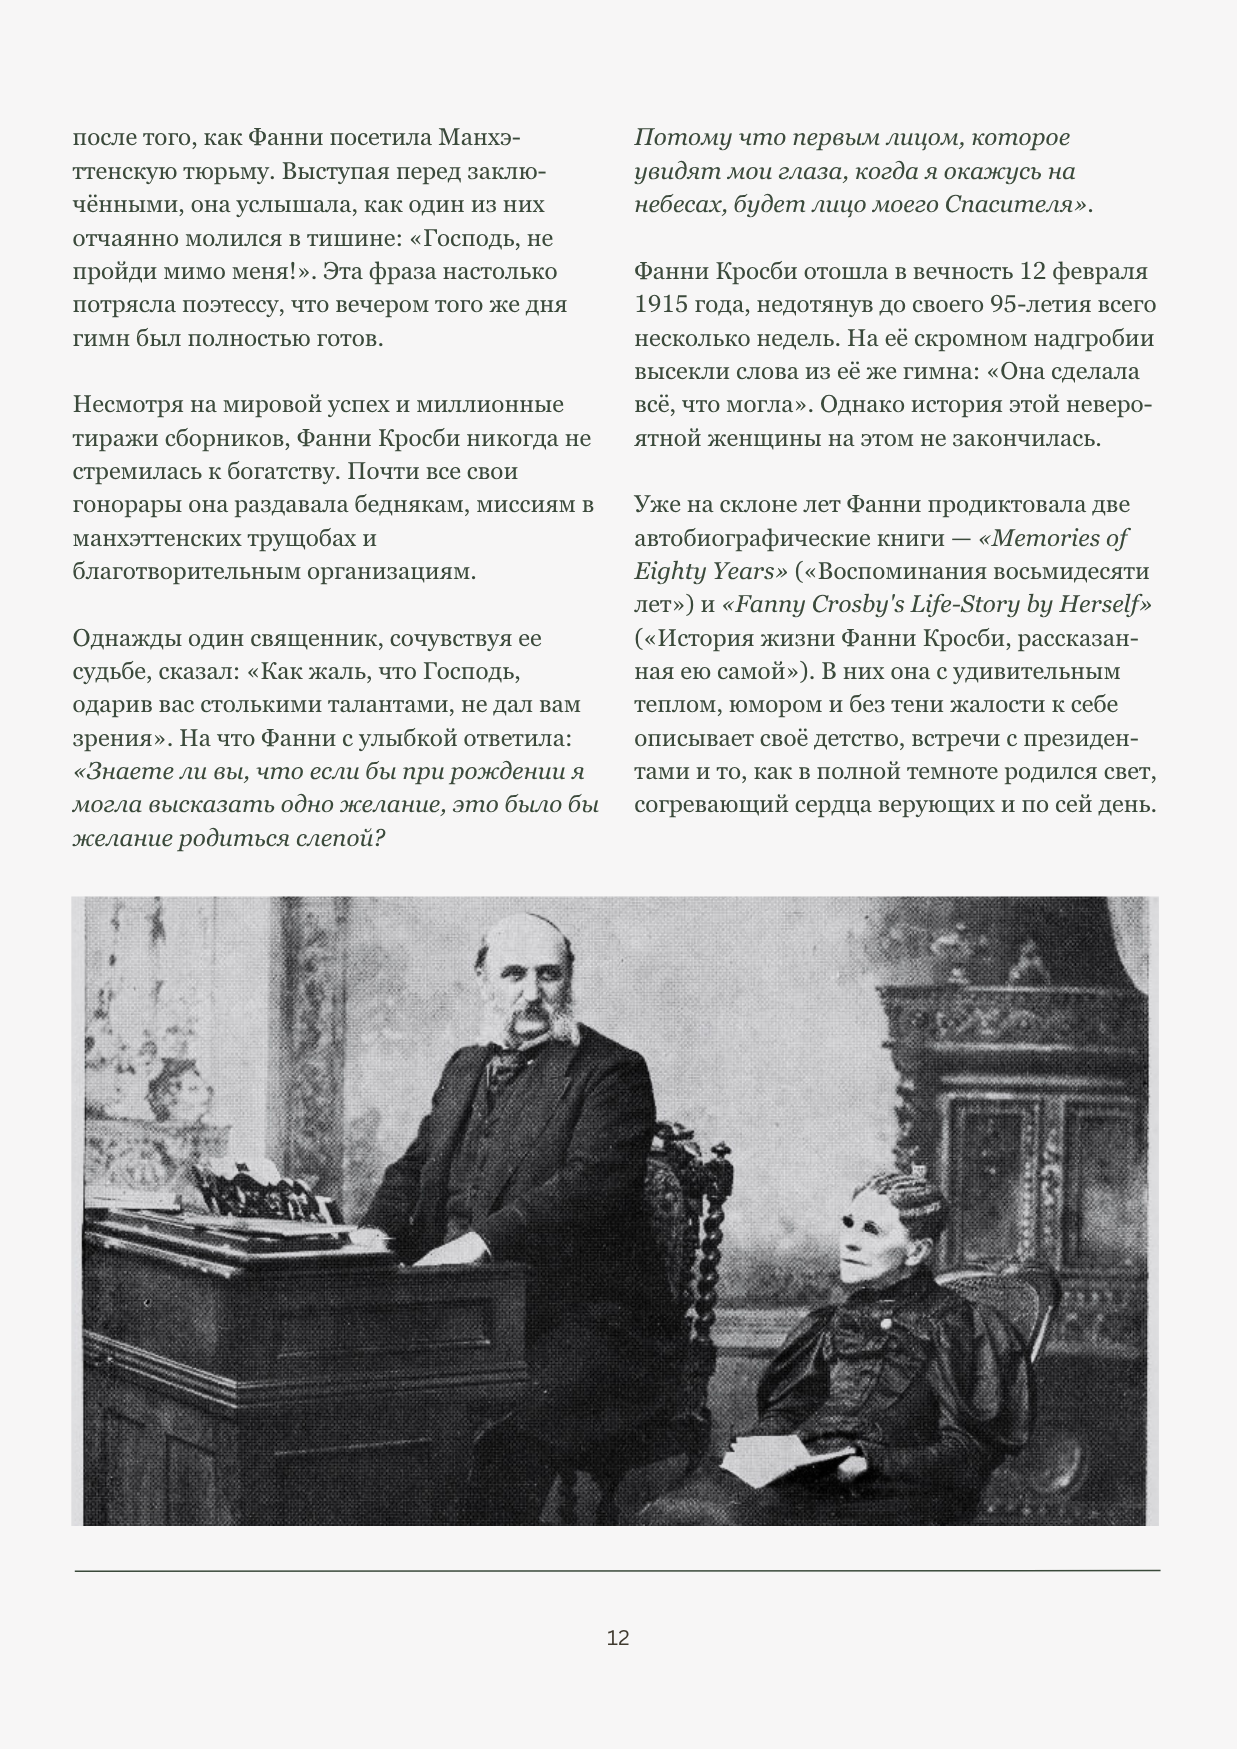 после того, как Фанни посетила Манхэ-
ттенскую тюрьму. Выступая перед заклю-
чёнными, она услышала, как один из них
отчаянно молился в тишине: «Господь, не
пройди мимо меня!». Эта фраза настолько
потрясла поэтессу, что вечером того же дня
гимн был полностью готов.
Несмотря на мировой успех и миллионные
тиражи сборников, Фанни Кросби никогда не
стремилась к богатству. Почти все свои
гонорары она раздавала беднякам, миссиям в
манхэттенских трущобах и
благотворительным организациям.
Однажды один священник, сочувствуя ее
судьбе, сказал: «Как жаль, что Господь,
одарив вас столькими талантами, не дал вам
зрения». На что Фанни с улыбкой ответила:
«Знаете ли вы, что если бы при рождении я
могла высказать одно желание, это было бы
желание родиться слепой?
Потому что первым лицом, которое
увидят мои глаза, когда я окажусь на
небесах, будет лицо моего Спасителя».
Фанни Кросби отошла в вечность 12 февраля
1915 года, недотянув до своего 95-летия всего
несколько недель. На её скромном надгробии
высекли слова из её же гимна: «Она сделала
всё, что могла». Однако история этой неверо-
ятной женщины на этом не закончилась.
Уже на склоне лет Фанни продиктовала две
автобиографические книги — «Memories of
Eighty Years» («Воспоминания восьмидесяти
лет») и «Fanny Crosby's Life-Story by Herself»
(«История жизни Фанни Кросби, рассказан-
ная ею самой»). В них она с удивительным
теплом, юмором и без тени жалости к себе
описывает своё детство, встречи с президен-
тами и то, как в полной темноте родился свет,
согревающий сердца верующих и по сей день.
12